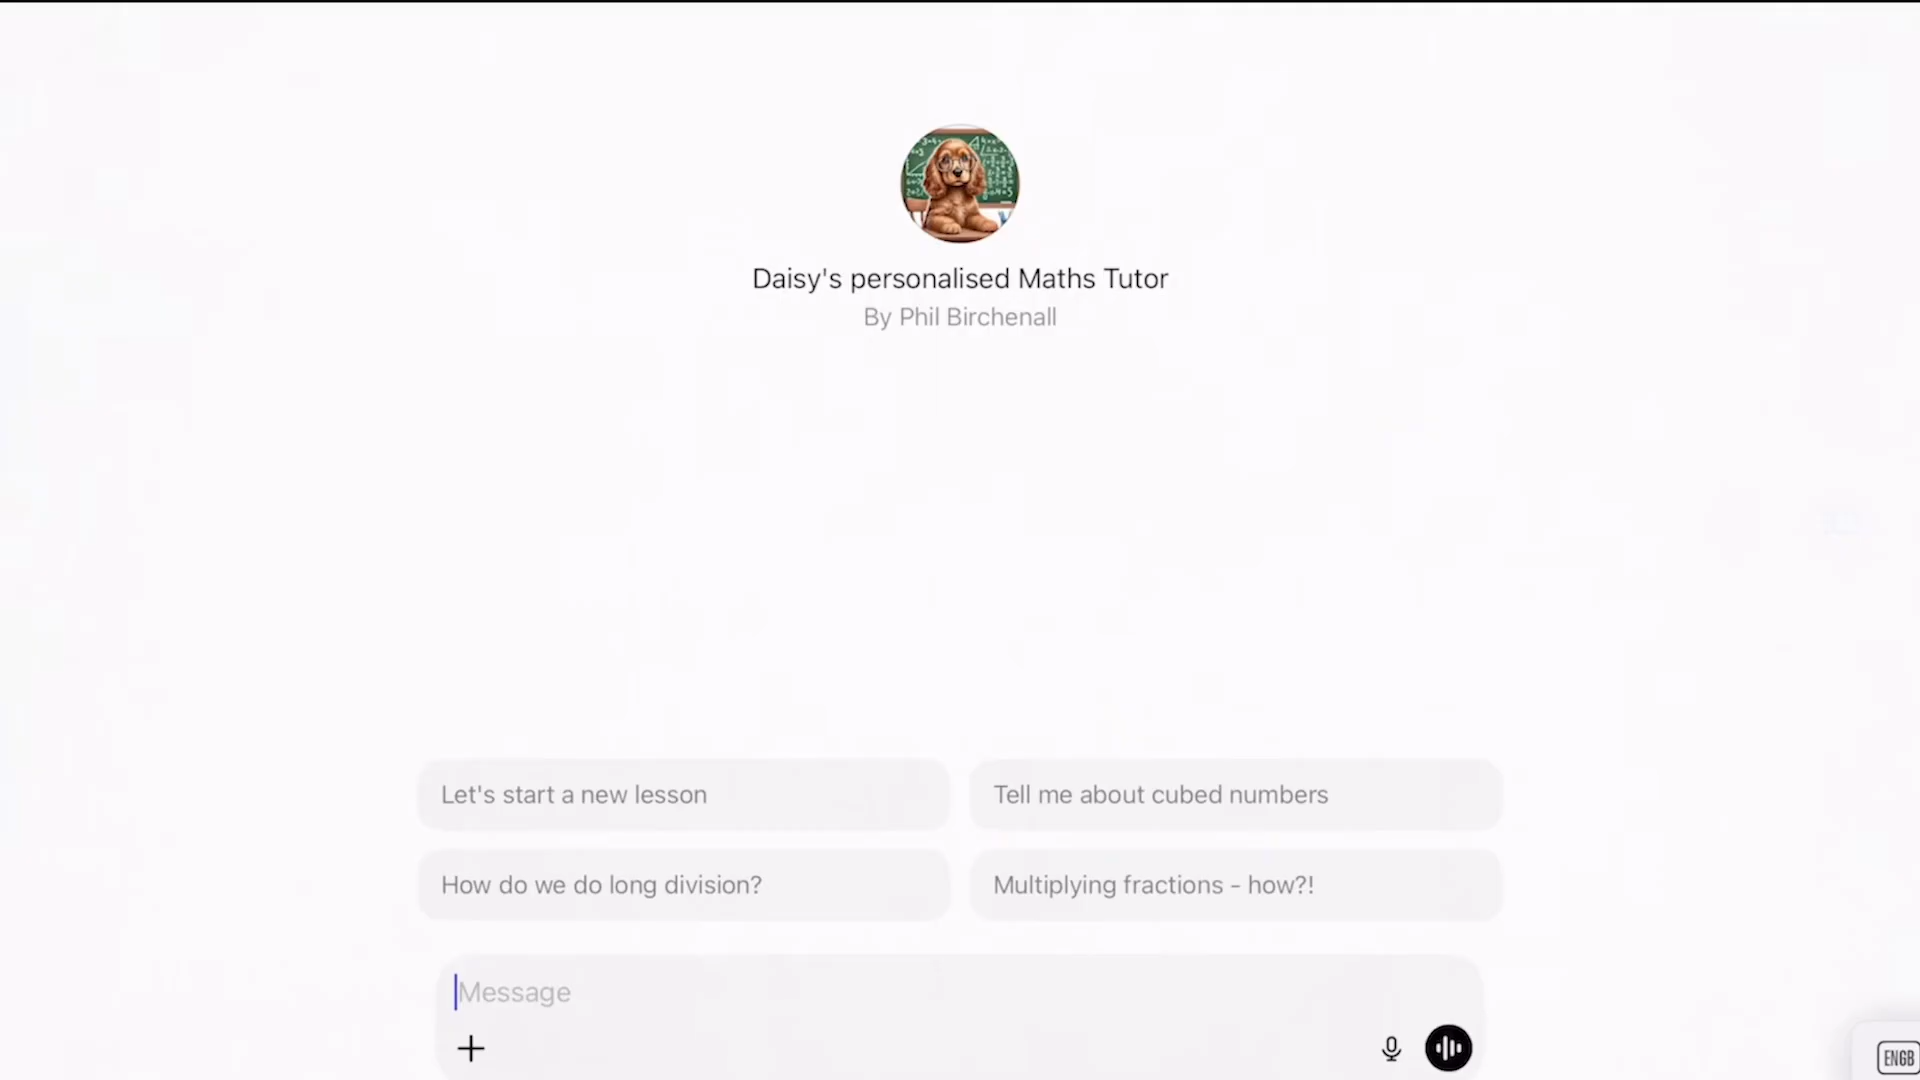 Daisy's personalised Maths Tutor
By Phil Birchenall
Let's start a new lesson
Tell me about cubed numbers
How do we do long division?
Multiplying fractions - how?!
Message
ENGB